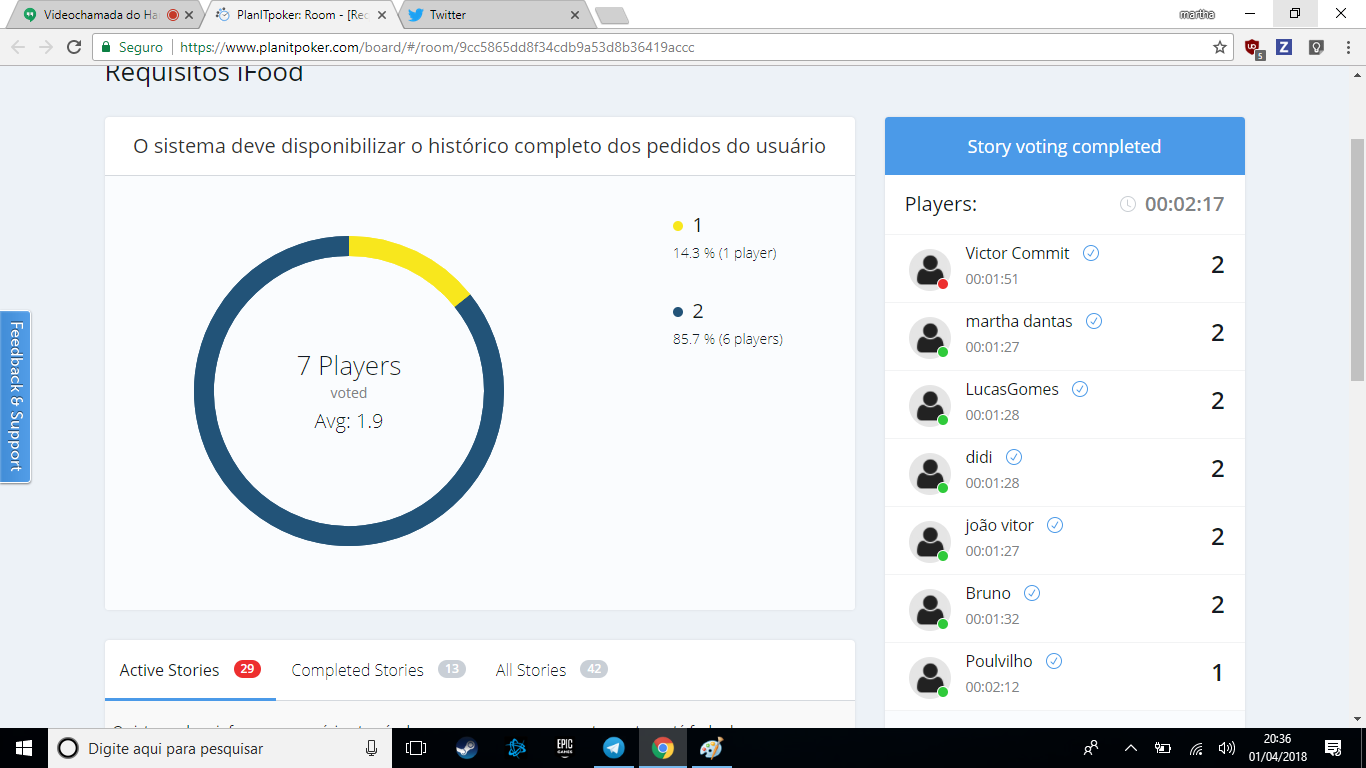 Videochamada do Ha
PlanITpoker: Room - [Req
Twitter
martha
Seguro
https://www.planitpoker.com/board/#/room/9cc5865dd8f34cdb9a53d8b36419accc
5
Requisitos iFood
O sistema deve disponibilizar o histórico completo dos pedidos do usuário
1
14.3 % (1 player)
2
85.7 % (6 players)
7 Players
voted
Avg: 1.9
Story voting completed
Players:
00:02:17
Victor Commit
00:01:51
2
martha dantas
00:01:27
2
LucasGomes
00:01:28
2
didi
00:01:28
2
joão vitor
00:01:27
2
Bruno
00:01:32
2
Poulvilho
00:02:12
1
Feedback & Support
Active Stories 29
Completed Stories 13
All Stories 42
Digite aqui para pesquisar
EPIC
GAMES
20:36
01/04/2018